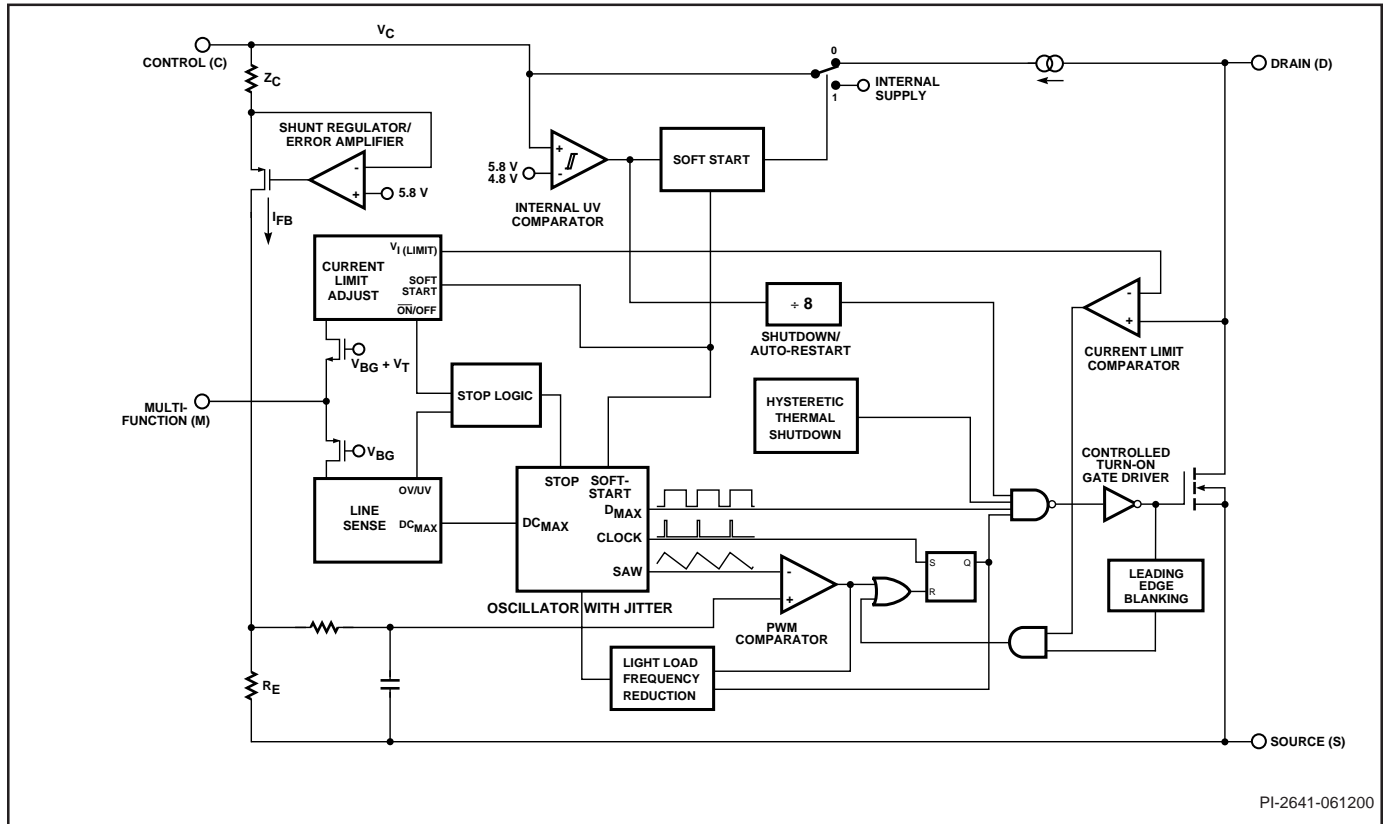 V_C
CONTROL (C)
Z_C
0
1
INTERNAL
SUPPLY
DRAIN (D)
SHUNT REGULATOR/
ERROR AMPLIFIER
-
+
5.8 V
I_FB
+
-
5.8 V
4.8 V
INTERNAL UV
COMPARATOR
SOFT START
CURRENT
LIMIT
ADJUST
V_I (LIMIT)
SOFT
START
O̅N̅/OFF
÷ 8
SHUTDOWN/
AUTO-RESTART
-
+
CURRENT LIMIT
COMPARATOR
V_BG + V_T
MULTI-
FUNCTION (M)
STOP LOGIC
HYSTERETIC
THERMAL
SHUTDOWN
V_BG
CONTROLLED
TURN-ON
GATE DRIVER
OV/UV
LINE
SENSE
DC_MAX
STOP
SOFT-
START
DC_MAX
D_MAX
CLOCK
SAW
OSCILLATOR WITH JITTER
-
+
PWM
COMPARATOR
S
Q
R
LEADING
EDGE
BLANKING
LIGHT LOAD
FREQUENCY
REDUCTION
R_E
SOURCE (S)
PI-2641-061200